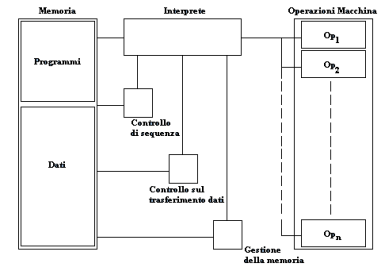 Memoria
Interprete
Operazioni Macchina
Programmi
Op1
Op2
Controllo
di sequenza
Dati
Controllo sul
trasferimento dati
Opn
Gestione
della memoria